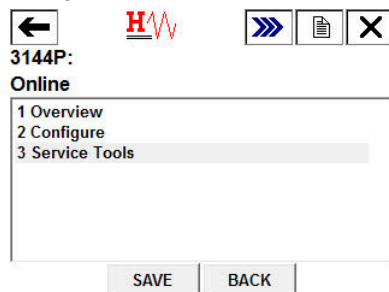 H
3144P:
Online
1 Overview
2 Configure
3 Service Tools
SAVE BACK